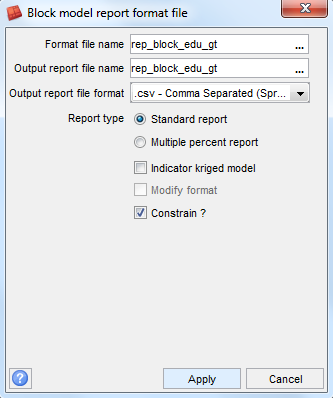 Block model report format file
Format file name rep_block_edu_gt ...
Output report file name rep_block_edu_gt ...
Output report file format .csv - Comma Separated (Spr...
Report type Standard report
Multiple percent report
Indicator kriged model
Modify format
Constrain ?
? Apply Cancel